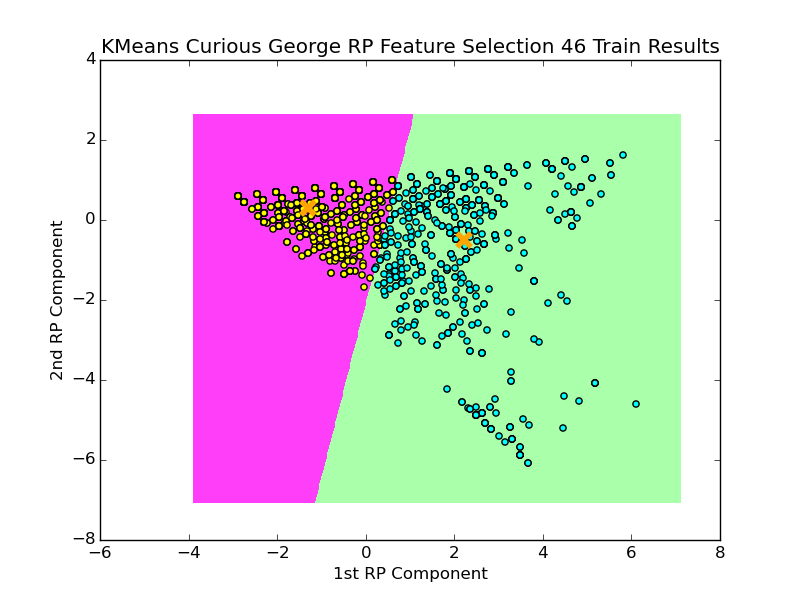 KMeans Curious George RP Feature Selection 46 Train Results
4
2
0
−2
−4
−6
−8
2nd RP Component
−6 −4 −2 0 2 4 6 8
1st RP Component